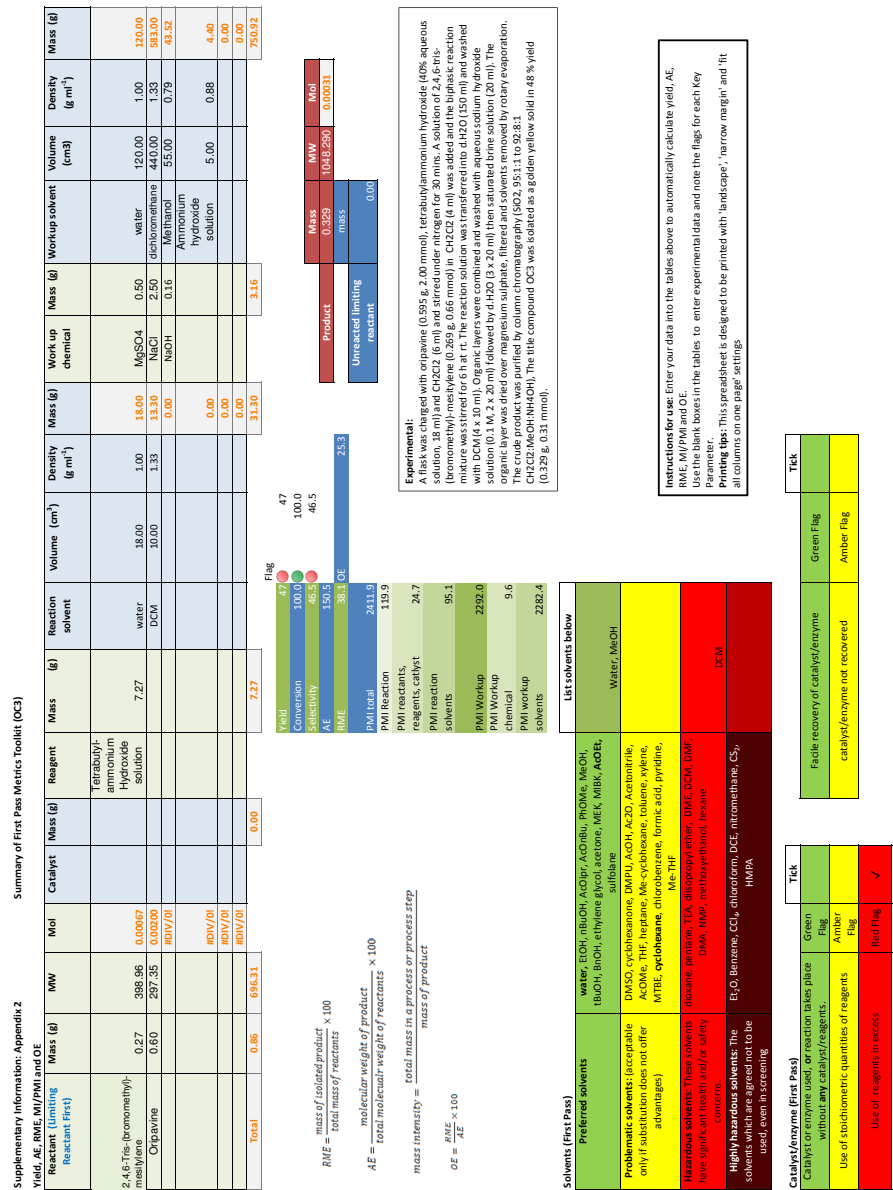 Supplementary Information: Appendix 2 Summary of First Pass Metrics Toolkit (OC3)
Yield, AE, RME, MI/PMI and OE
Reactant (Limiting Reactant First) Mass (g) MW Mol Catalyst Mass (g) Reagent Mass (g) Reaction solvent Volume (cm³) Density (g ml⁻¹) Mass (g) Work up chemical Mass (g) Workup solvent Volume (cm3) Density (g ml⁻¹) Mass (g)
2,4,6-Tris-(bromomethyl)-mesitylene 0.27 398.96 0.00067 Tetrabutyl-ammonium Hydroxide solution 7.27 water 18.00 1.00 18.00 MgSO4 0.50 water 120.00 1.00 120.00
Oripavine 0.60 297.35 0.00200 DCM 10.00 1.33 13.30 NaCl 2.50 dichloromethane 440.00 1.33 583.00
#DIV/0! 0.00 NaOH 0.16 Methanol 55.00 0.79 43.52
#DIV/0! 0.00 Ammonium hydroxide solution 5.00 0.88 4.40
#DIV/0! 0.00 0.00
#DIV/0! 0.00 0.00
Total 0.86 696.31 0.00 7.27 31.30 3.16 750.92
RME = mass of isolated product / total mass of reactants × 100
AE = molecular weight of product / total molecualr weight of reactants × 100
mass intensity = total mass in a process or process step / mass of product
OE = RME / AE × 100
Flag
Yield 47 47
Conversion 100.0 100.0
Selectivity 46.5 46.5
AE 150.5
RME 38.1 OE 25.3
PMI total 2411.9
PMI Reaction 119.9
PMI reactants, reagents, catlyst 24.7
PMI reaction solvents 95.1
PMI Workup 2292.0
PMI Workup chemical 9.6
PMI workup solvents 2282.4
Mass MW Mol
Product 0.329 1048.290 0.00031
mass
Unreacted limiting reactant 0.00
Experimental:
A flask was charged with oripavine (0.595 g, 2.00 mmol), tetrabutylammonium hydroxide (40% aqueous
solution, 18 ml) and CH2Cl2 (6 ml) and stirred under nitrogen for 30 mins. A solution of 2,4,6-tris-
(bromomethyl)-mesitylene (0.269 g, 0.66 mmol) in CH2Cl2 (4 ml) was added and the biphasic reaction
mixture was stirred for 6 h at rt. The reaction solution was transferred into d.H2O (150 ml) and washed
with DCM (4 x 10 ml). Organic layers were combined and washed with aqueous sodium hydroxide
solution (0.1 M, 2 x 20 ml) followed by d.H2O (3 x 20 ml) then saturated brine solution (20 ml). The
organic layer was dried over magnesium sulphate, filtered and solvents removed by rotary evaporation.
The crude product was purified by column chromatography (SiO2, 95:1:1 to 92:8:1
CH2Cl2:MeOH:NH4OH), The title compound OC3 was isolated as a golden yellow solid in 48 % yield
(0.329 g, 0.31 mmol).
Solvents (First Pass) List solvents below
Preferred solvents water, EtOH, nBuOH, AcOipr, AcOnBu, PhOMe, MeOH,
tBuOH, BnOH, ethylene glycol, acetone, MEK, MIBK, AcOEt,
sulfolane
Water, MeOH
Problematic solvents: (acceptable
only if substitution does not offer
advantages)
DMSO, cyclohexanone, DMPU, AcOH, Ac2O, Acetonitrile,
AcOMe, THF, heptane, Me-cyclohexane, toluene, xylene,
MTBE, cyclohexane, chlorobenzene, formic acid, pyridine,
Me-THF
Hazardous solvents: These solvents
have significant health and/or safety
concerns.
dioxane, pentane, TEA, diisopropyl ether, DME, DCM, DMF,
DMA, NMP, methoxyethanol, hexane
DCM
Highly hazardous solvents: The
solvents which are agreed not to be
used, even in screening
Et₂O, Benzene, CCl₄, chloroform, DCE, nitromethane, CS₂,
HMPA
Instructions for use: Enter your data into the tables above to automatically calculate yield, AE,
RME, MI/PMI and OE.
Use the blank boxes in the tables to enter experimental data and note the flags for each Key
Parameter.
Printing tips: This spreadsheet is designed to be printed with 'landscape', 'narrow margin' and 'fit
all columns on one page' settings
Catalyst/enzyme (First Pass) Tick
Catalyst or enzyme used, or reaction takes place
without any catalyst/reagents.
Green Flag
Use of stoichiometric quantities of reagents Amber Flag
Use of reagents in excess Red Flag ✓
Tick
Facile recovery of catalyst/enzyme Green Flag
catalyst/enzyme not recovered Amber Flag